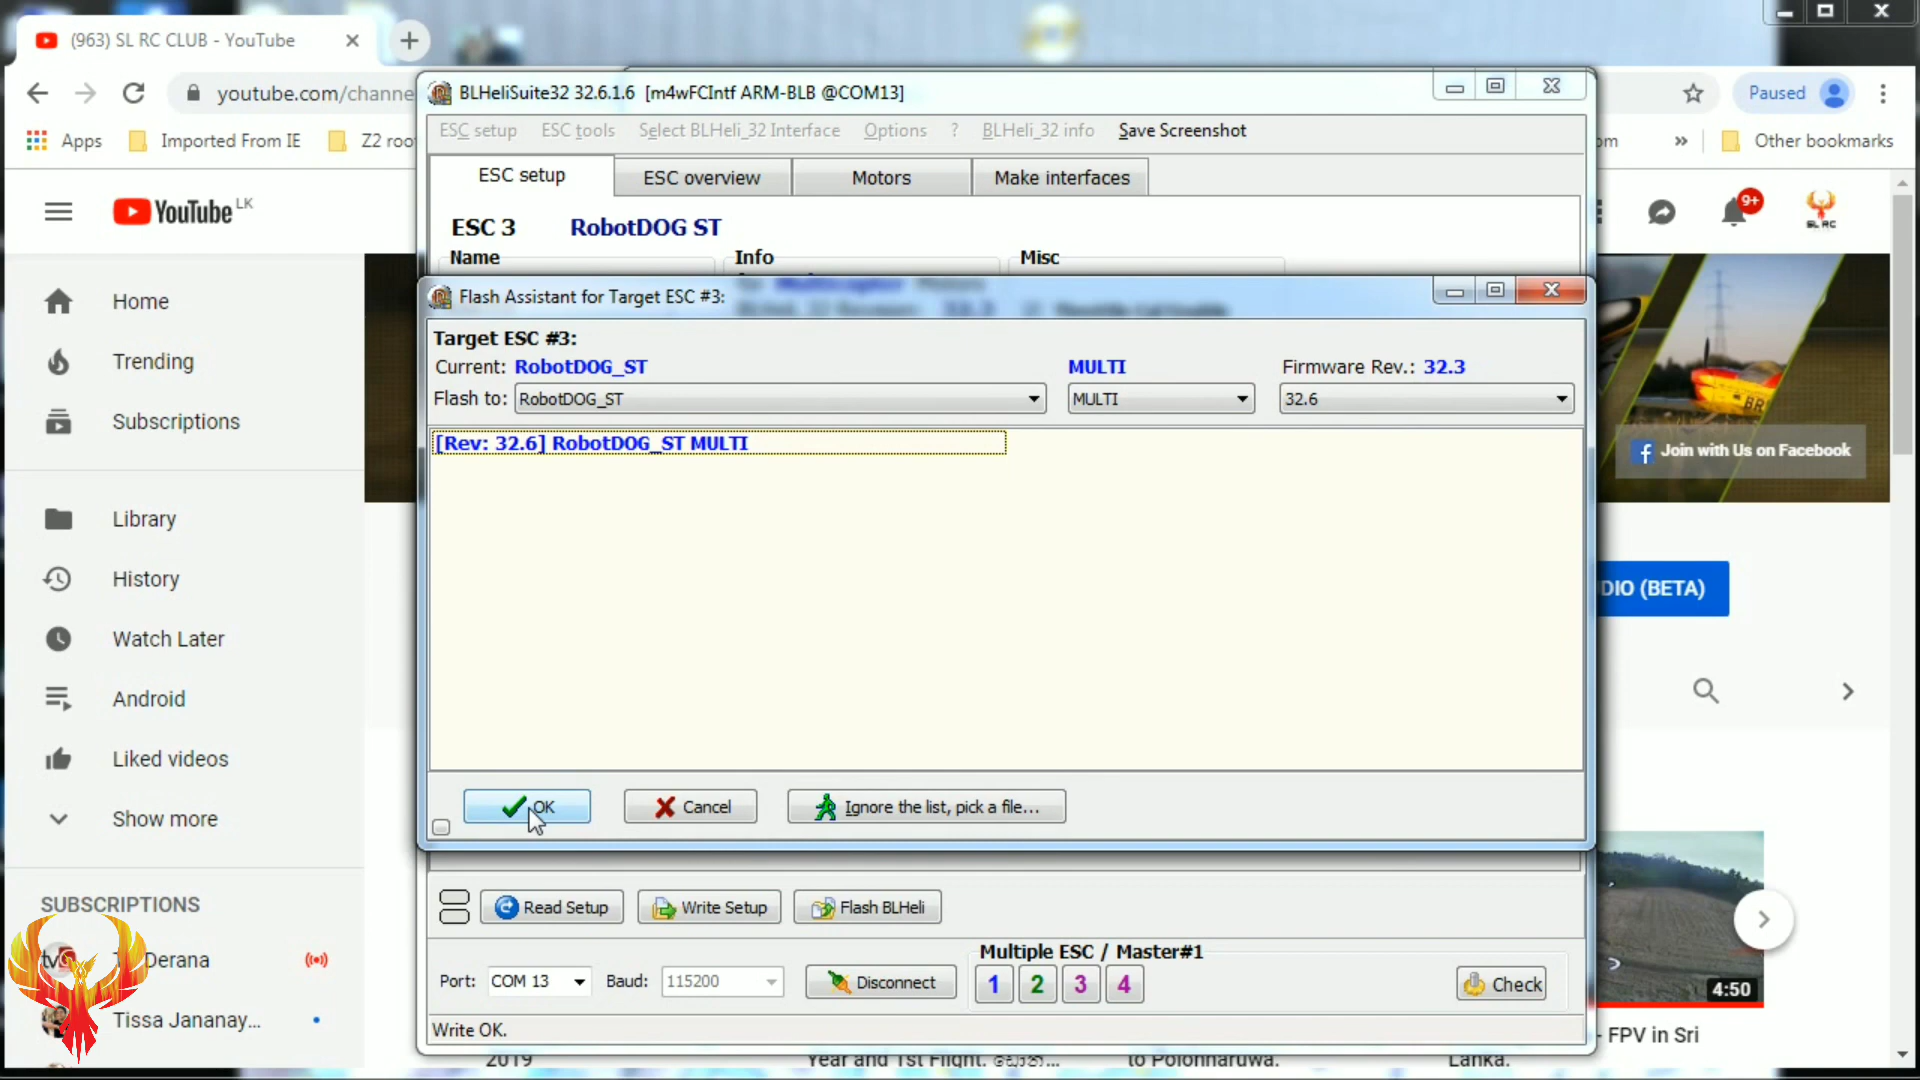 (963) SL RC CLUB - YouTube
youtube.com/channe
Paused
Apps
Imported From IE
Z2 roo
om
»
Other bookmarks
YouTube LK
9+
SL RC
Home
Trending
Subscriptions
Library
History
Watch Later
Android
Liked videos
Show more
SUBSCRIPTIONS
Derana
Tissa Jananay...
BLHeliSuite32 32.6.1.6 [m4wFCIntf ARM-BLB @COM13]
ESC setup
ESC tools
Select BLHeli_32 Interface
Options
?
BLHeli_32 info
Save Screenshot
ESC setup
ESC overview
Motors
Make interfaces
ESC 3
RobotDOG ST
Name
Info
Misc
Flash Assistant for Target ESC #3:
Target ESC #3:
Current: RobotDOG_ST
MULTI
Firmware Rev.: 32.3
Flash to: RobotDOG_ST
MULTI
32.6
[Rev: 32.6] RobotDOG_ST MULTI
OK
Cancel
Ignore the list, pick a file...
Read Setup
Write Setup
Flash BLHeli
Multiple ESC / Master#1
Port: COM 13
Baud: 115200
Disconnect
1
2
3
4
Check
Write OK.
Join with Us on Facebook
DIO (BETA)
4:50
- FPV in Sri
Lanka.
2019
Year and 1st Flight.
to Polonnaruwa.